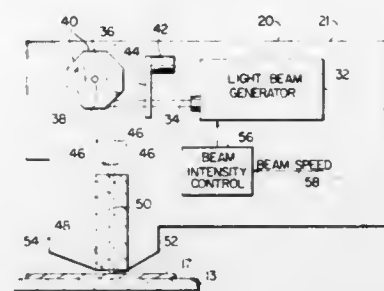 36 20 21
40 42
44
LIGHT BEAM
GENERATOR
32
38 34
46 56
46 46
BEAM
INTENSITY
CONTROL
BEAM SPEED
58
50
48
54 52
17
13